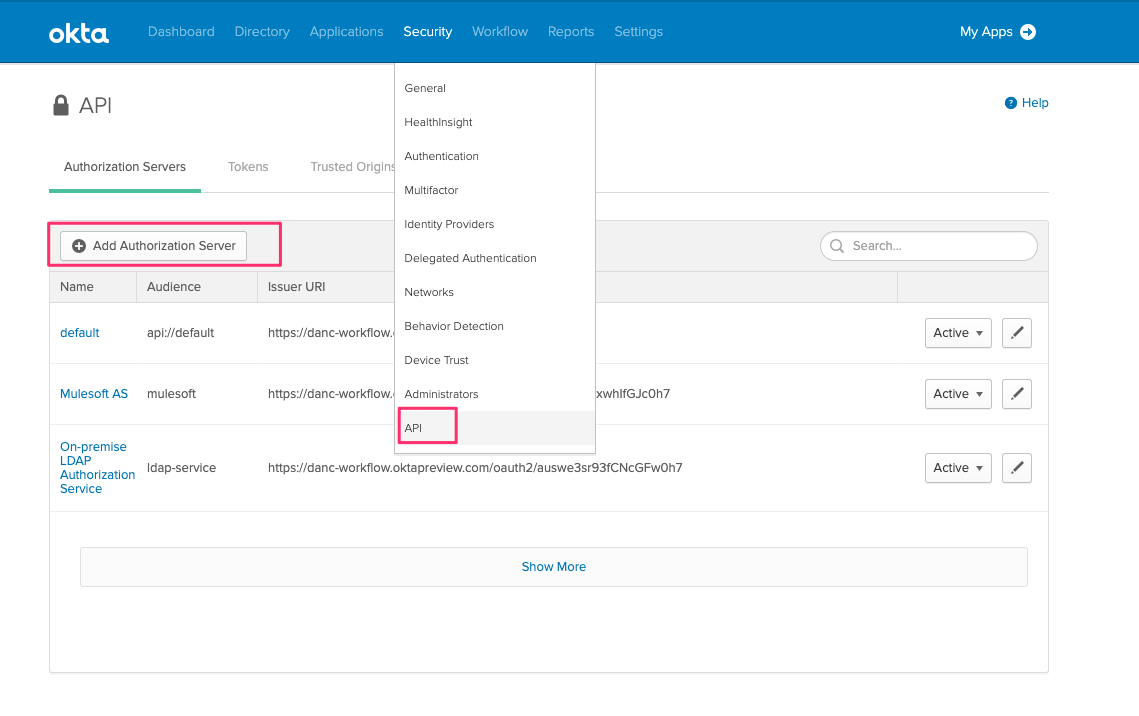 okta
Dashboard Directory Applications Security Workflow Reports Settings
My Apps
API
Help
Authorization Servers Tokens Trusted Origins
General
HealthInsight
Authentication
Multifactor
Identity Providers
Delegated Authentication
Networks
Behavior Detection
Device Trust
Administrators
API
Add Authorization Server
Search...
Name Audience Issuer URI
default api://default https://danc-workflow. Active
Mulesoft AS mulesoft https://danc-workflow. xwhIfGJc0h7 Active
On-premise
LDAP
Authorization
Service
ldap-service https://danc-workflow.oktapreview.com/oauth2/auswe3sr93fCNcGFw0h7 Active
Show More